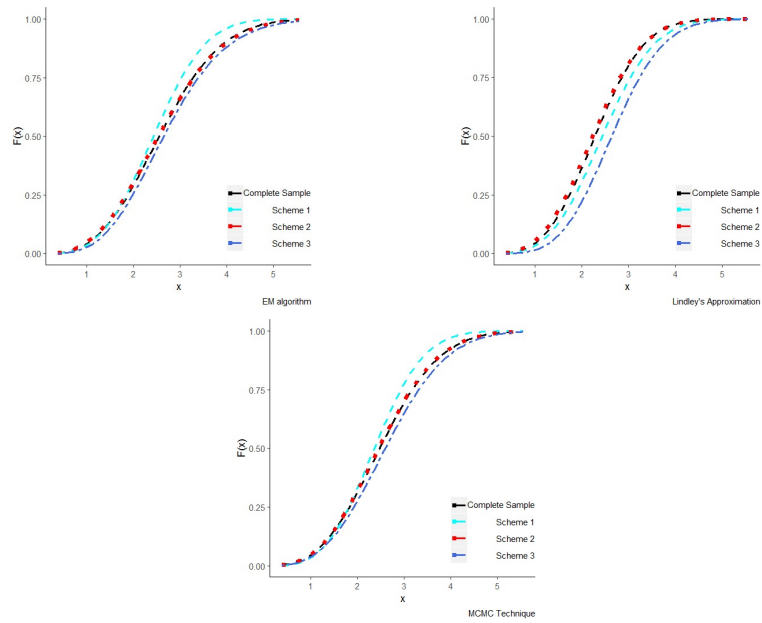 1.00
0.75
0.50
0.25
0.00
F(x)
Complete Sample
Scheme 1
Scheme 2
Scheme 3
1 2 3 4 5
x
EM algorithm
1.00
0.75
0.50
0.25
0.00
F(x)
Complete Sample
Scheme 1
Scheme 2
Scheme 3
1 2 3 4 5
x
Lindley's Approximation
1.00
0.75
0.50
0.25
0.00
F(x)
Complete Sample
Scheme 1
Scheme 2
Scheme 3
1 2 3 4 5
x
MCMC Technique